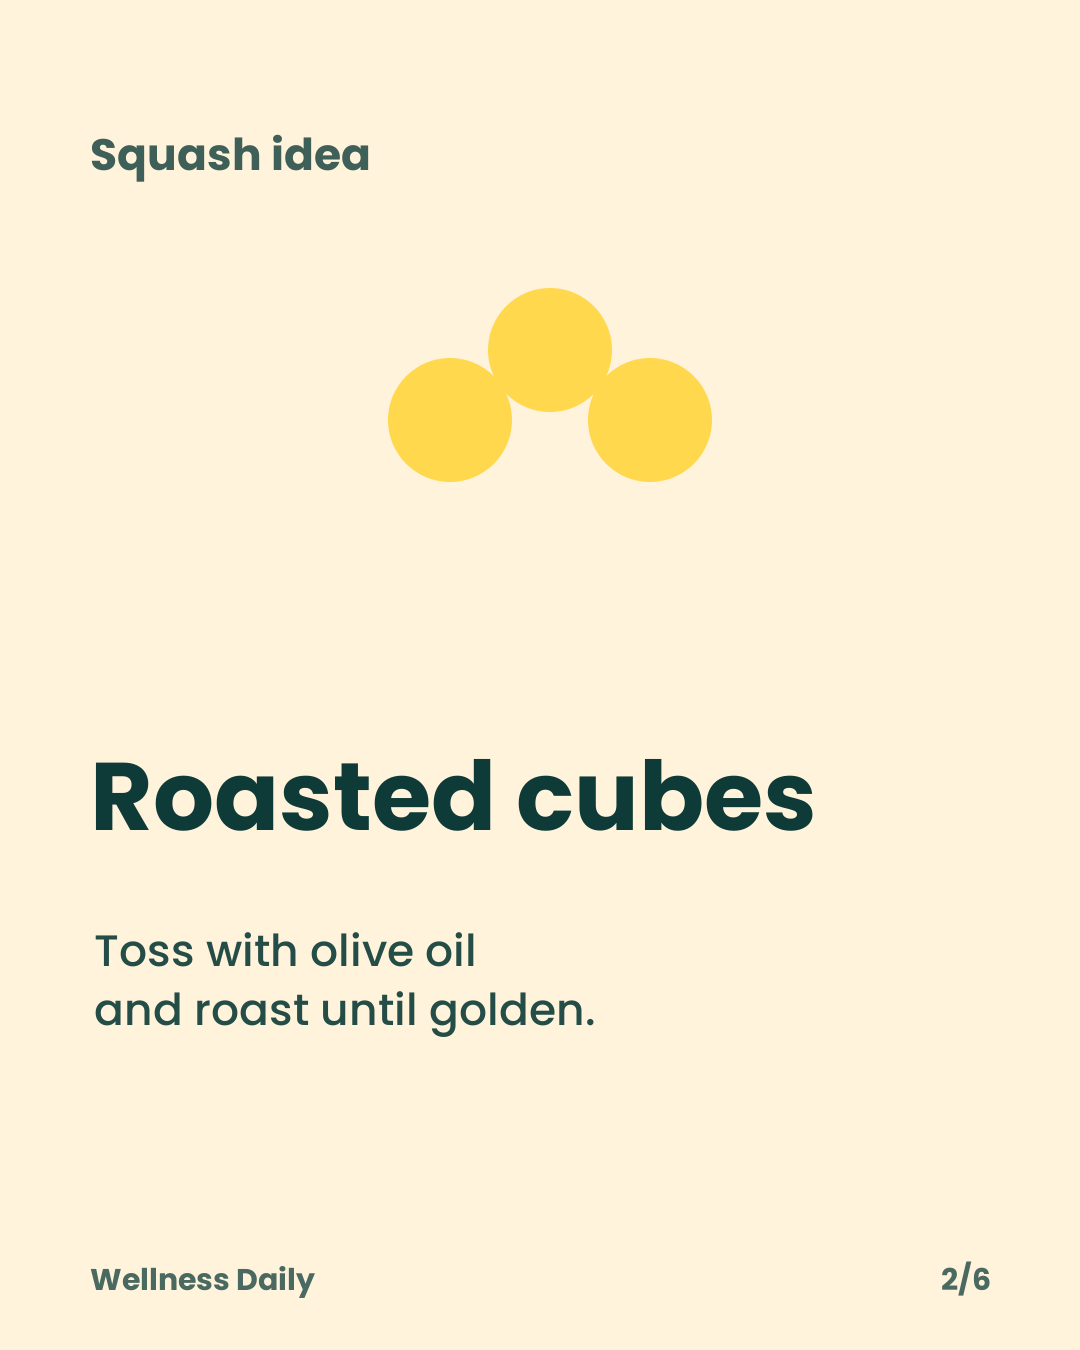 Squash idea
Roasted cubes
Toss with olive oil
and roast until golden.
Wellness Daily
2/6